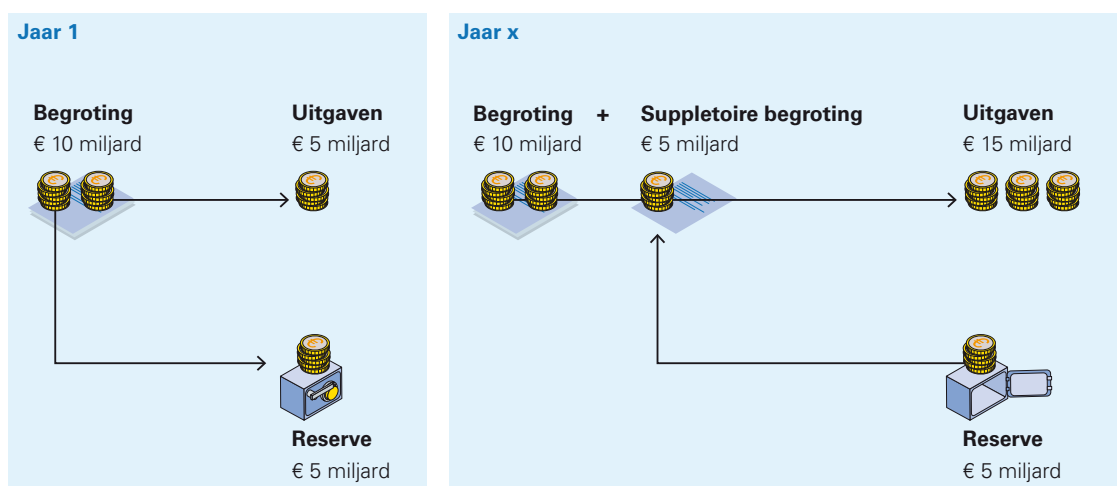 Jaar 1
Begroting
€ 10 miljard
Uitgaven
€ 5 miljard
Reserve
€ 5 miljard
Jaar x
Begroting +
€ 10 miljard
Suppletoire begroting
€ 5 miljard
Uitgaven
€ 15 miljard
Reserve
€ 5 miljard